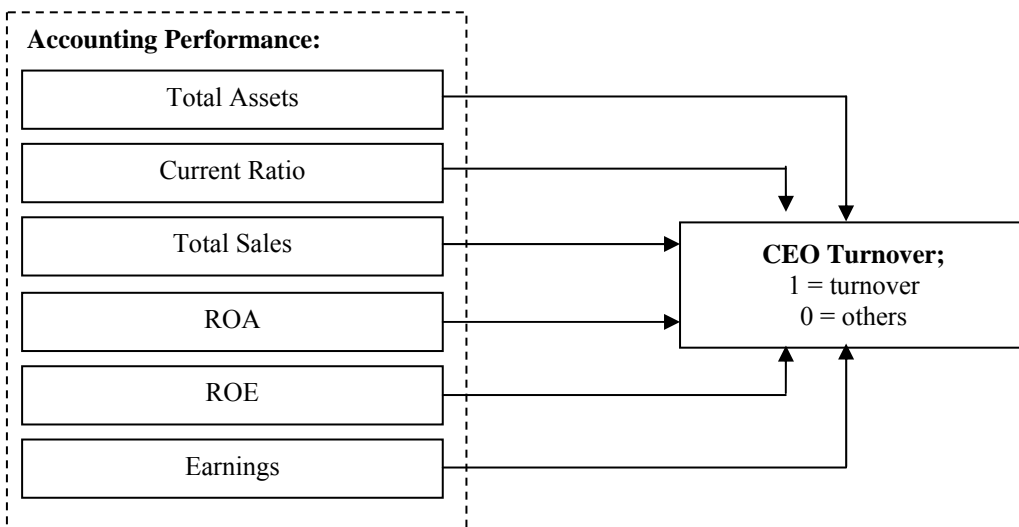 Accounting Performance:
Total Assets
Current Ratio
Total Sales
ROA
ROE
Earnings
CEO Turnover;
1 = turnover
0 = others